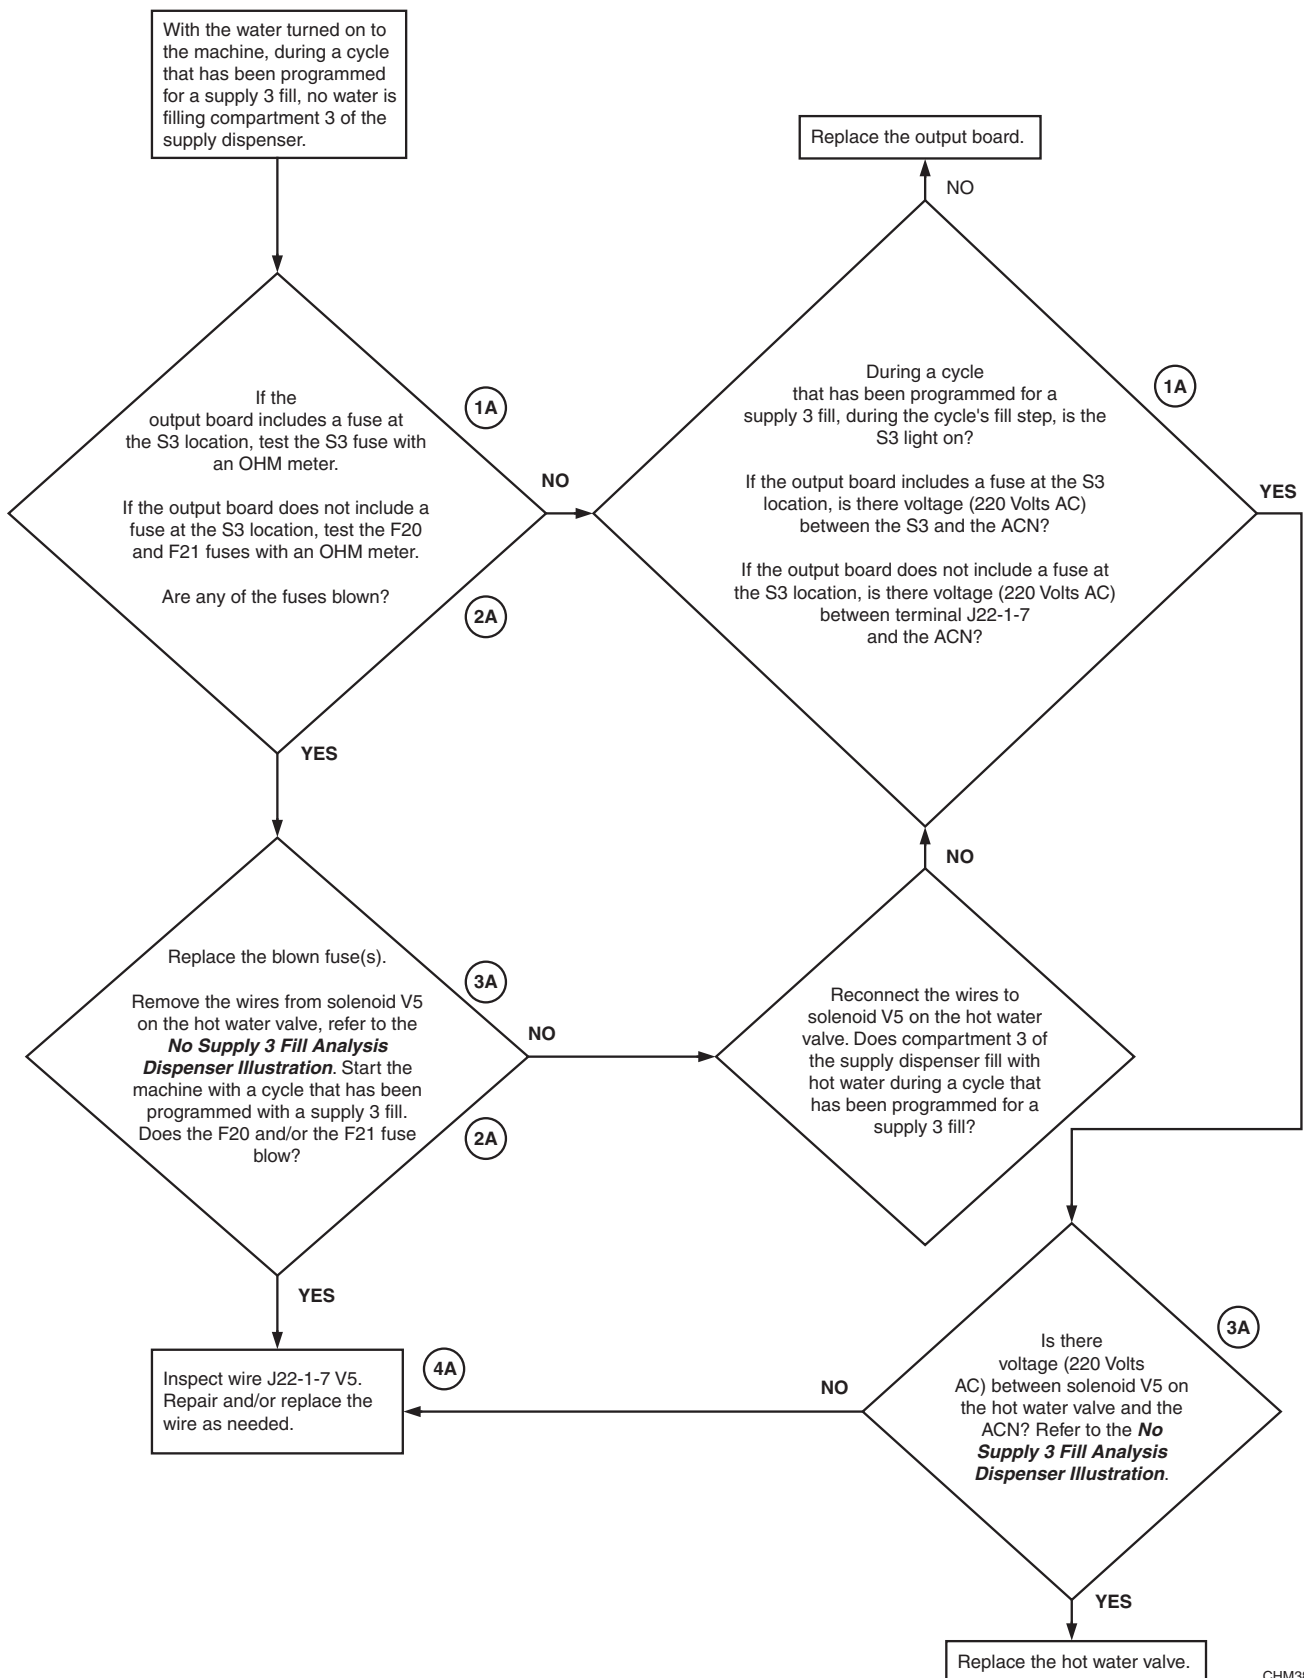 With the water turned on to
the machine, during a cycle
that has been programmed
for a supply 3 fill, no water is
filling compartment 3 of the
supply dispenser.
Replace the output board.
NO
If the
output board includes a fuse at
the S3 location, test the S3 fuse with
an OHM meter.
If the output board does not include a
fuse at the S3 location, test the F20
and F21 fuses with an OHM meter.
Are any of the fuses blown?
1A
2A
NO
YES
During a cycle
that has been programmed for a
supply 3 fill, during the cycle's fill step, is the
S3 light on?
If the output board includes a fuse at the S3
location, is there voltage (220 Volts AC)
between the S3 and the ACN?
If the output board does not include a fuse at
the S3 location, is there voltage (220 Volts AC)
between terminal J22-1-7
and the ACN?
1A
YES
NO
Replace the blown fuse(s).
Remove the wires from solenoid V5
on the hot water valve, refer to the
No Supply 3 Fill Analysis
Dispenser Illustration. Start the
machine with a cycle that has been
programmed with a supply 3 fill.
Does the F20 and/or the F21 fuse
blow?
3A
2A
NO
YES
Reconnect the wires to
solenoid V5 on the hot water
valve. Does compartment 3 of
the supply dispenser fill with
hot water during a cycle that
has been programmed for a
supply 3 fill?
Inspect wire J22-1-7 V5.
Repair and/or replace the
wire as needed.
4A
NO
Is there
voltage (220 Volts
AC) between solenoid V5 on
the hot water valve and the
ACN? Refer to the No
Supply 3 Fill Analysis
Dispenser Illustration.
3A
YES
Replace the hot water valve.